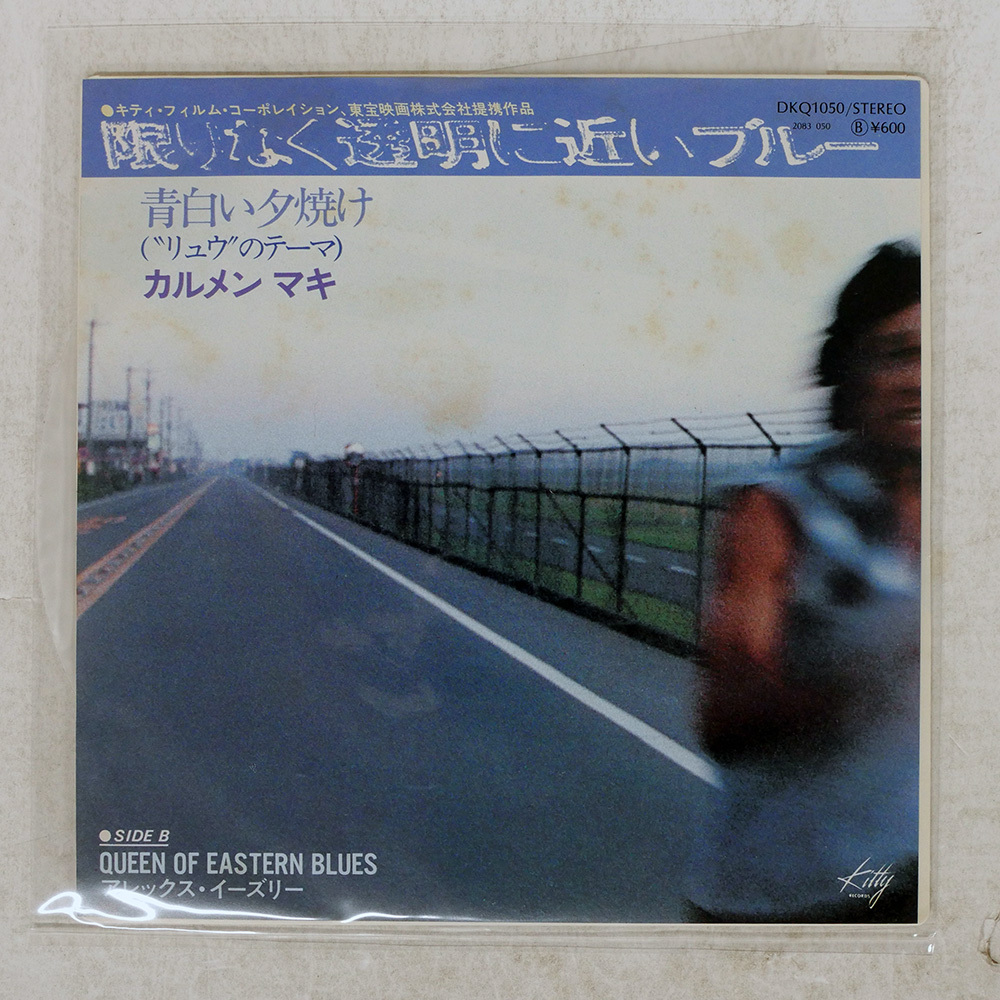 ●キティ・フィルム・コーポレイション、東宝映画株式会社提携作品
限りなく透明に近いブルー
DKQ1050/STEREO
2083 050 Ⓑ¥600
青白い夕焼け
(〝リュウ〟のテーマ)
カルメン マキ
●SIDE B
QUEEN OF EASTERN BLUES
アレックス・イーズリー
Kitty
RECORDS